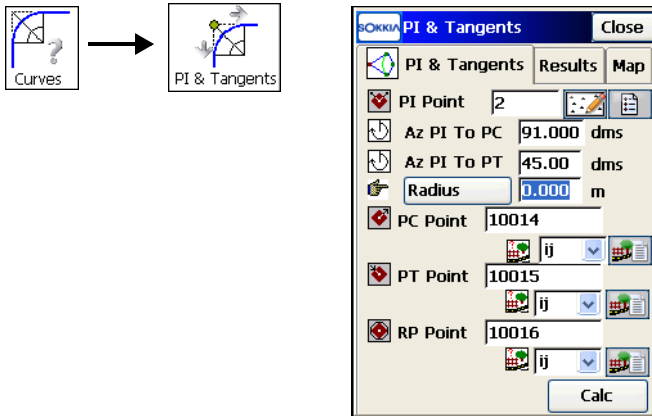 Curves
PI & Tangents
SOKKIA PI & Tangents Close
PI & Tangents Results Map
PI Point 2
Az PI To PC 91.000 dms
Az PI To PT 45.00 dms
Radius 0.000 m
PC Point 10014
ij
PT Point 10015
ij
RP Point 10016
ij
Calc